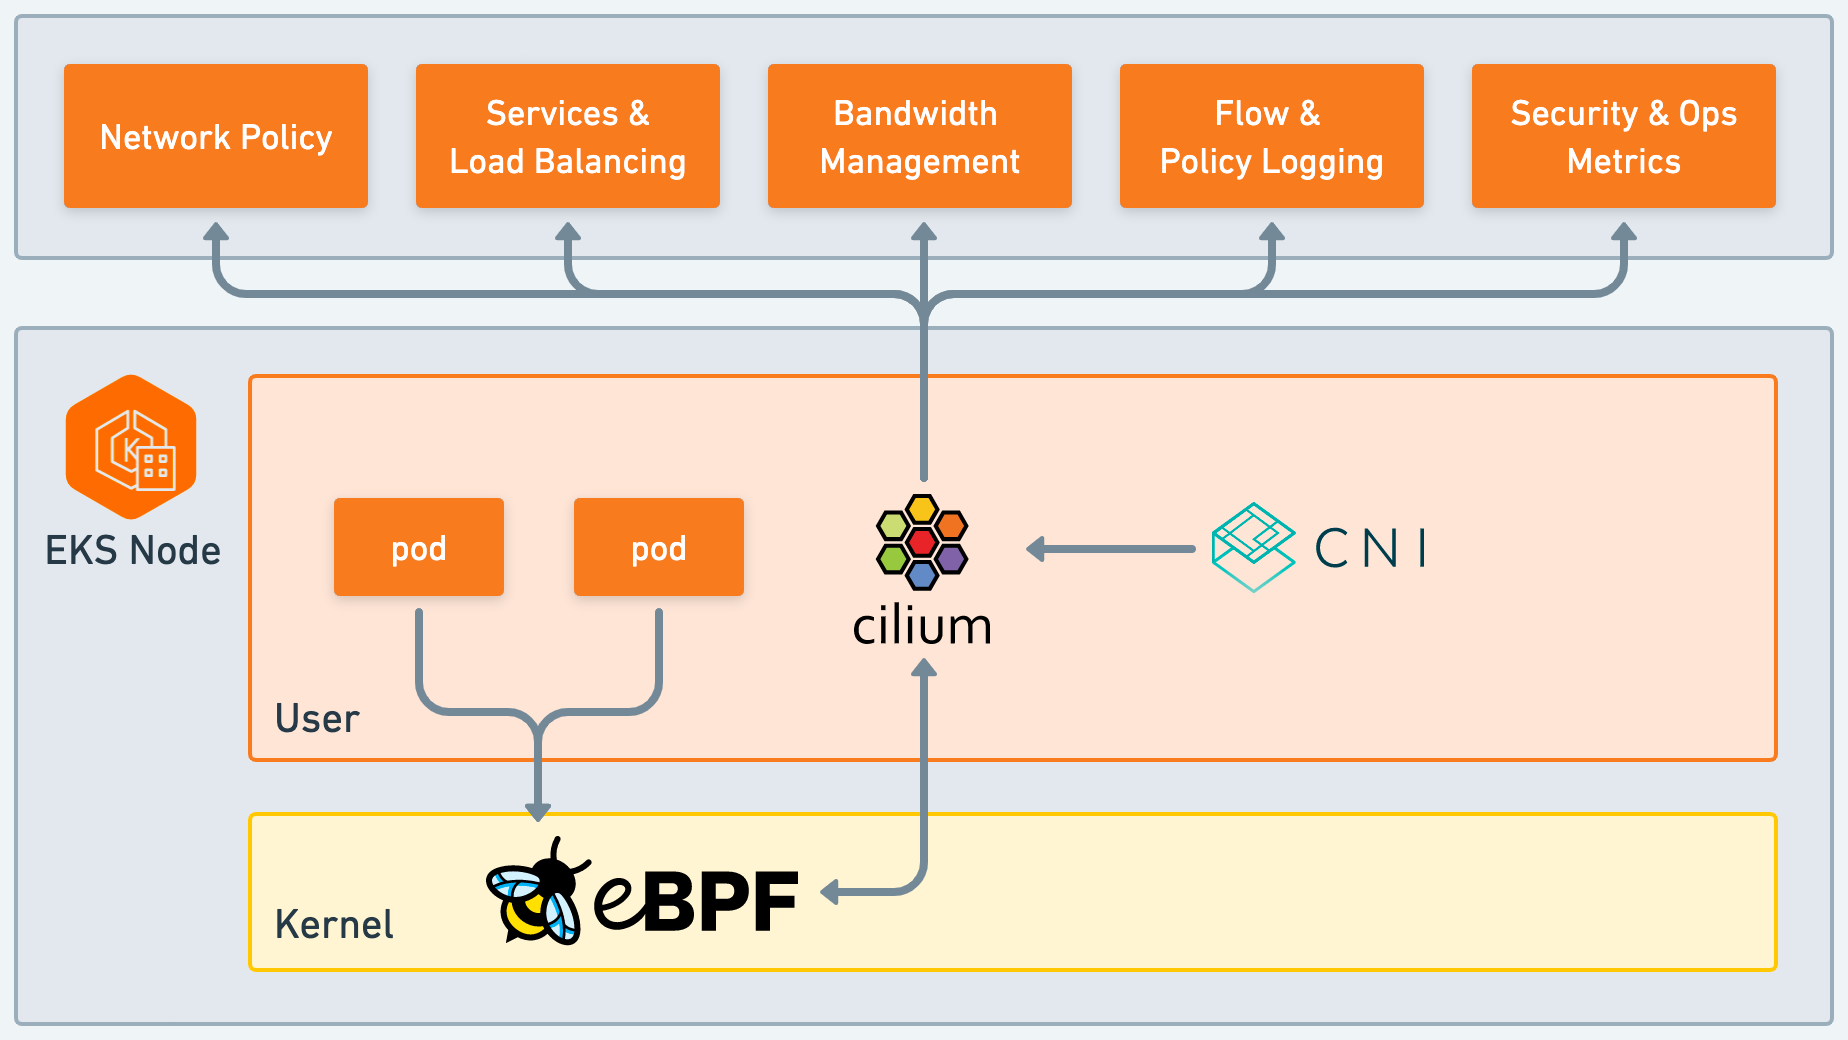 Network Policy
Services &
Load Balancing
Bandwidth
Management
Flow &
Policy Logging
Security & Ops
Metrics
K
EKS Node
pod
pod
cilium
CNI
User
Kernel
eBPF